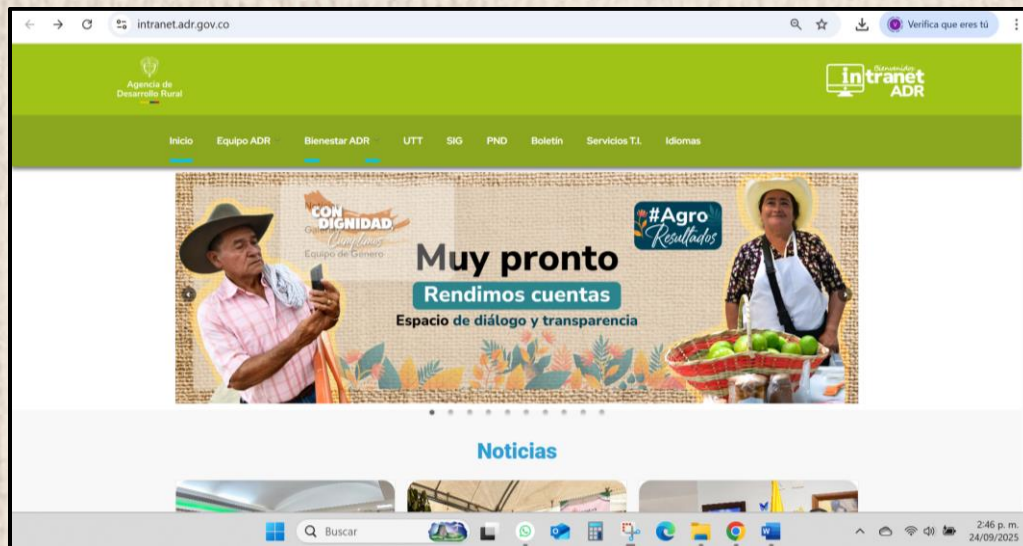 intranet.adr.gov.co
Verifica que eres tú
Agencia de
Desarrollo Rural
Bienvenidos
intranet
ADR
Inicio Equipo ADR Bienestar ADR UTT SIG PND Boletín Servicios T.I. Idiomas
CON
DIGNIDAD
Cumplimos
Equipo de Genero
#Agro
Resultados
Muy pronto
Rendimos cuentas
Espacio de diálogo y transparencia
Noticias
Buscar
2:46 p. m.
24/09/2025